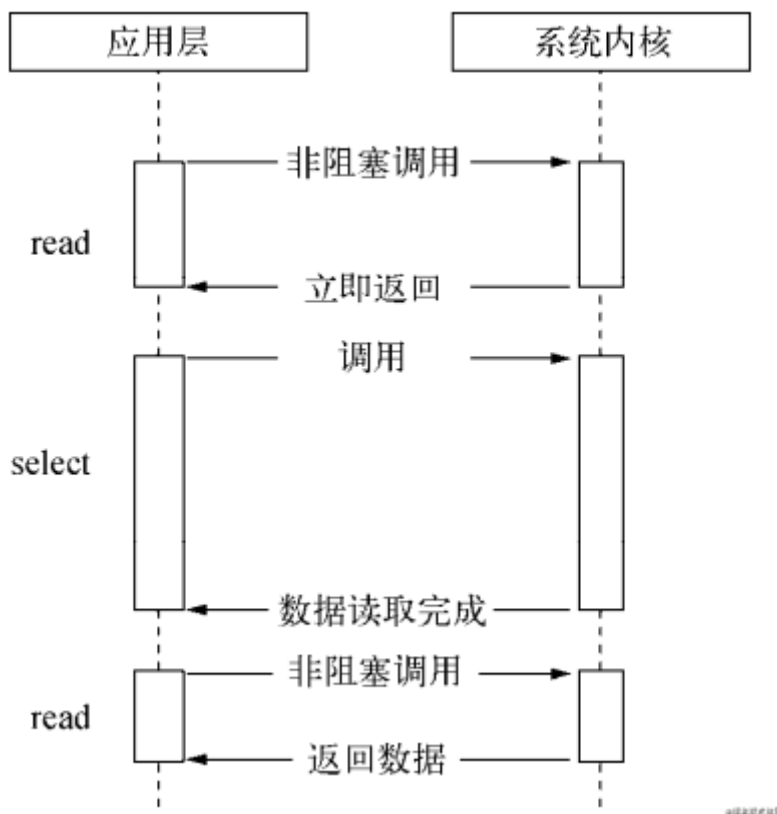 应用层
系统内核
非阻塞调用
read
立即返回
调用
select
数据读取完成
非阻塞调用
read
返回数据